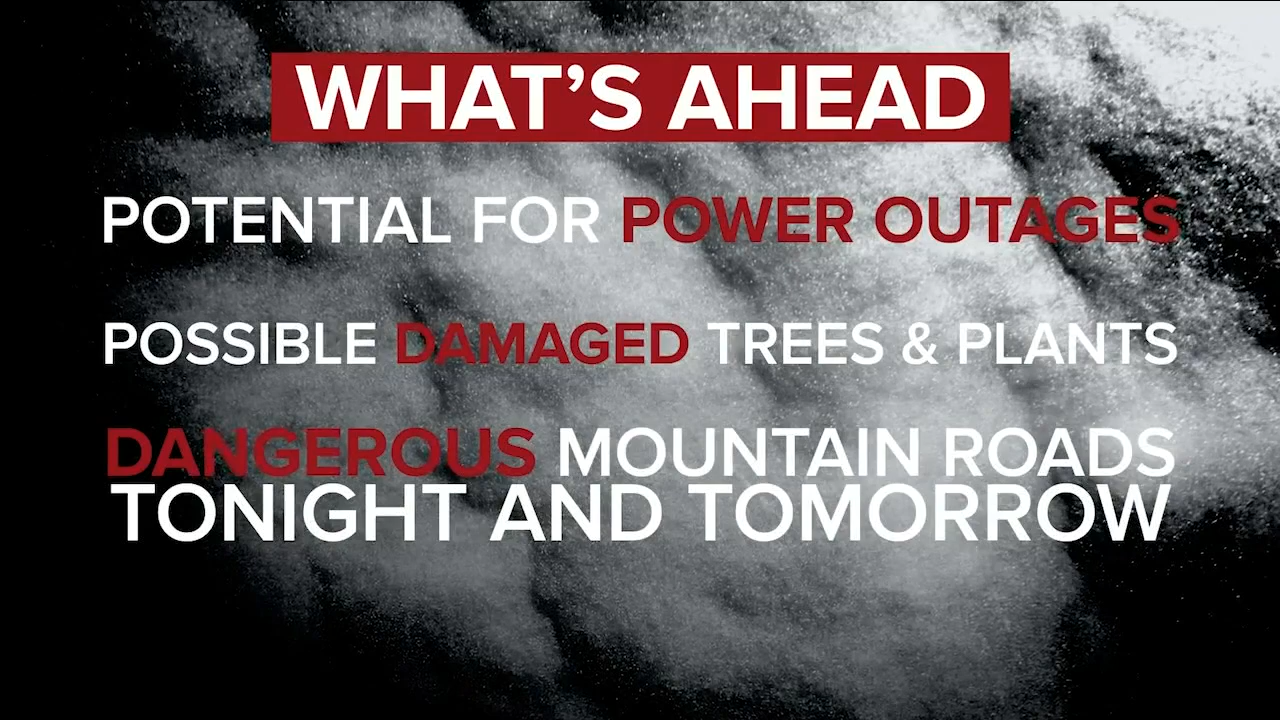 WHAT'S AHEAD
POTENTIAL FOR POWER OUTAGES
POSSIBLE DAMAGED TREES & PLANTS
DANGEROUS MOUNTAIN ROADS
TONIGHT AND TOMORROW